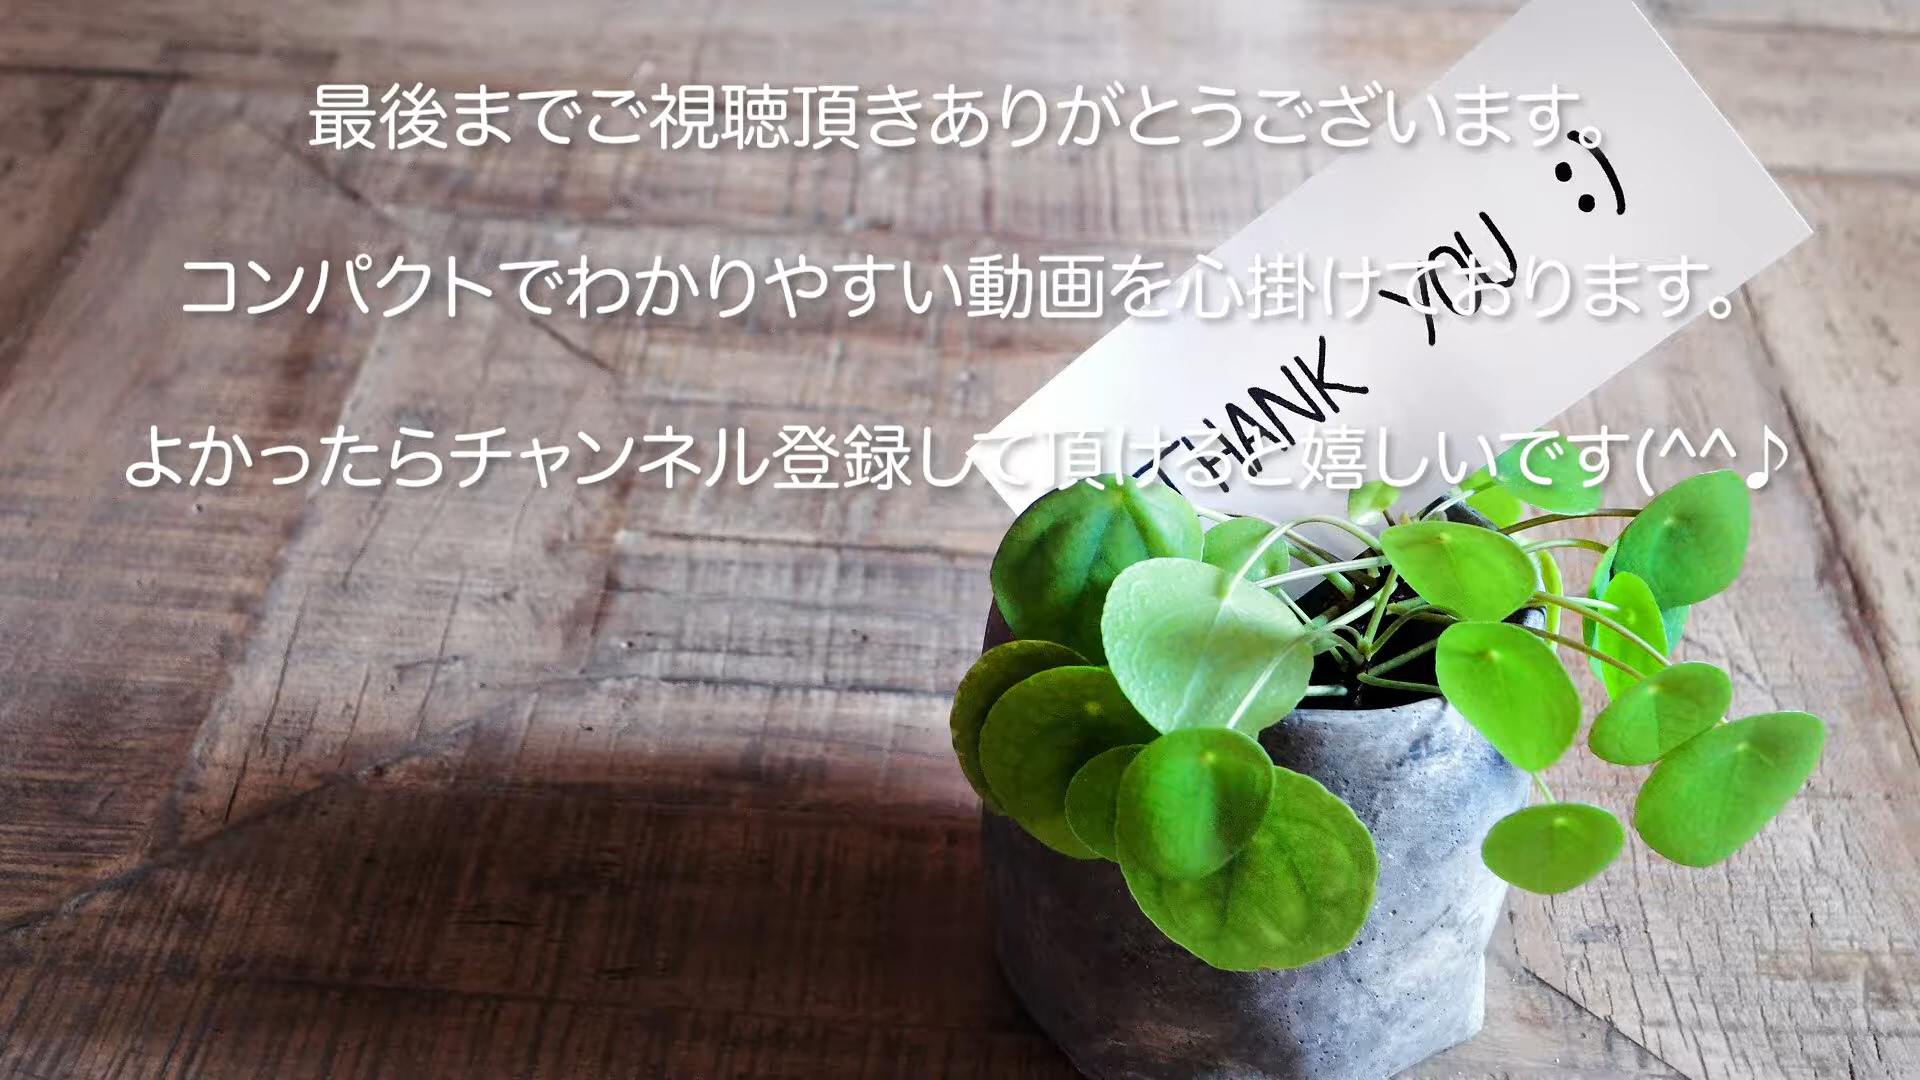 最後までご視聴頂きありがとうございます。
コンパクトでわかりやすい動画を心掛けております。
よかったらチャンネル登録して頂けると嬉しいです(^^♪
THANK YOU :)